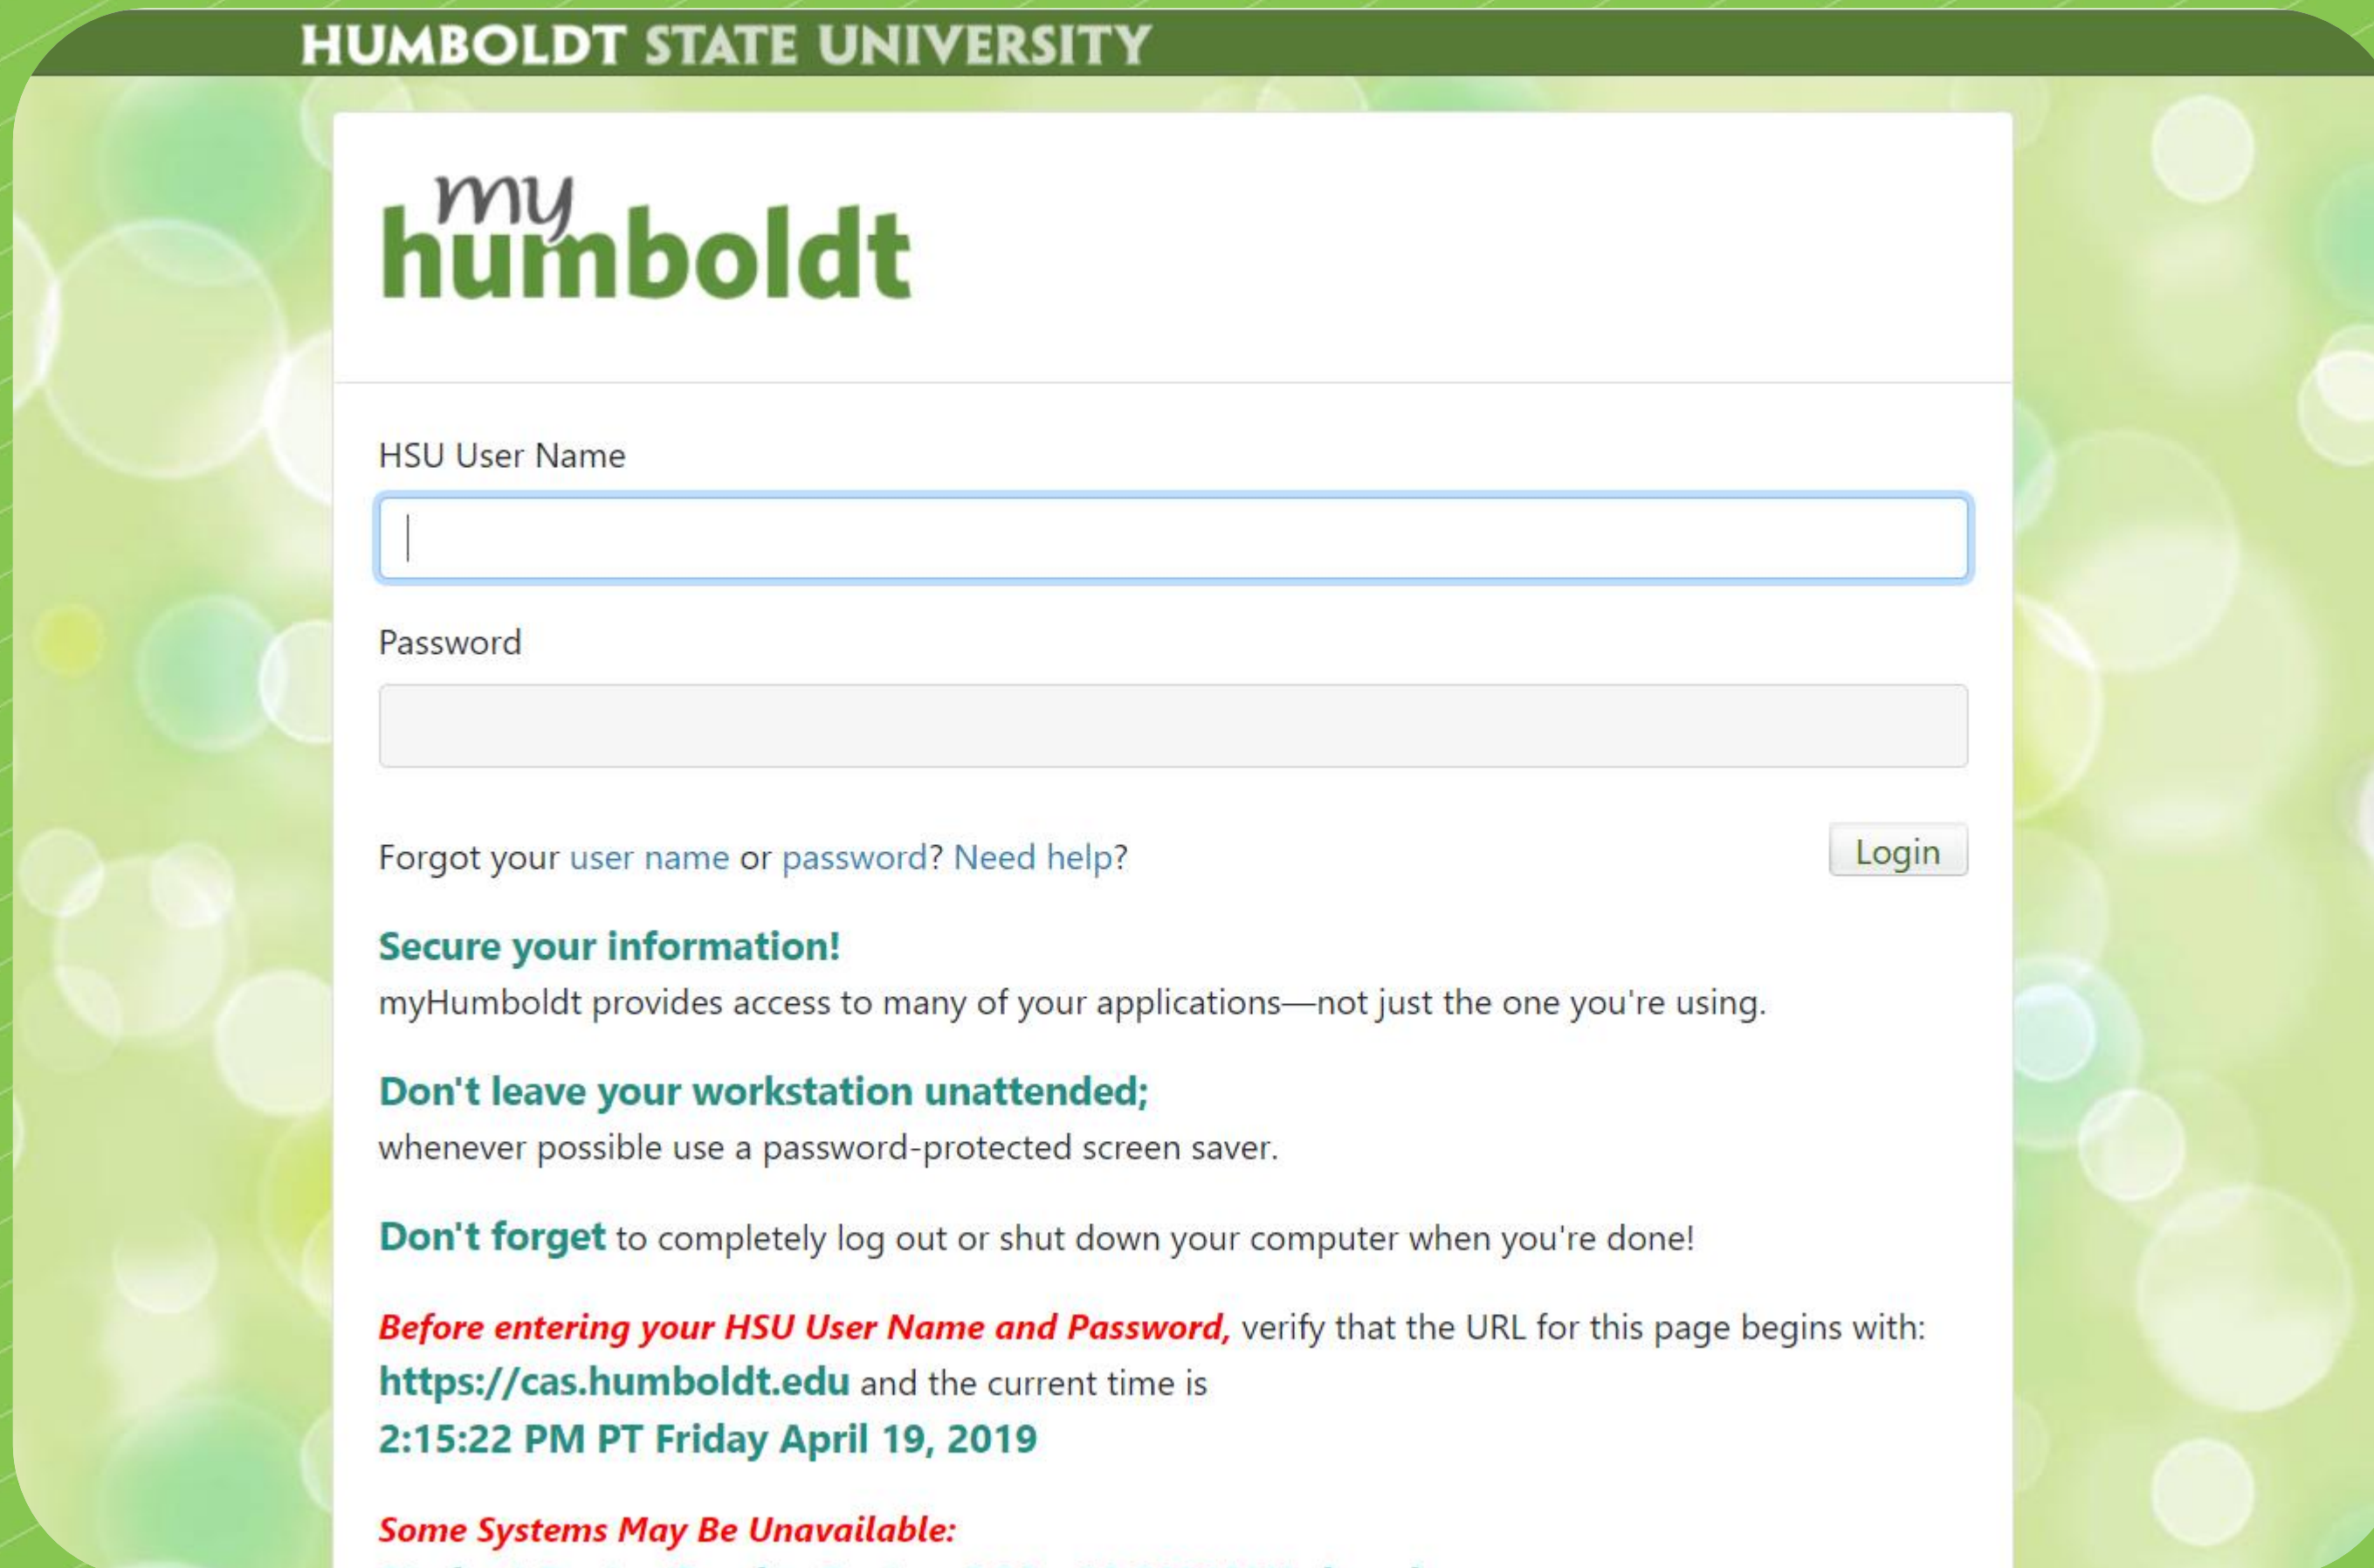 HUMBOLDT STATE UNIVERSITY
my
humboldt
HSU User Name
Password
Forgot your user name or password? Need help?
Login
Secure your information!
myHumboldt provides access to many of your applications—not just the one you're using.
Don't leave your workstation unattended;
whenever possible use a password-protected screen saver.
Don't forget to completely log out or shut down your computer when you're done!
Before entering your HSU User Name and Password, verify that the URL for this page begins with:
https://cas.humboldt.edu and the current time is
2:15:22 PM PT Friday April 19, 2019
Some Systems May Be Unavailable: